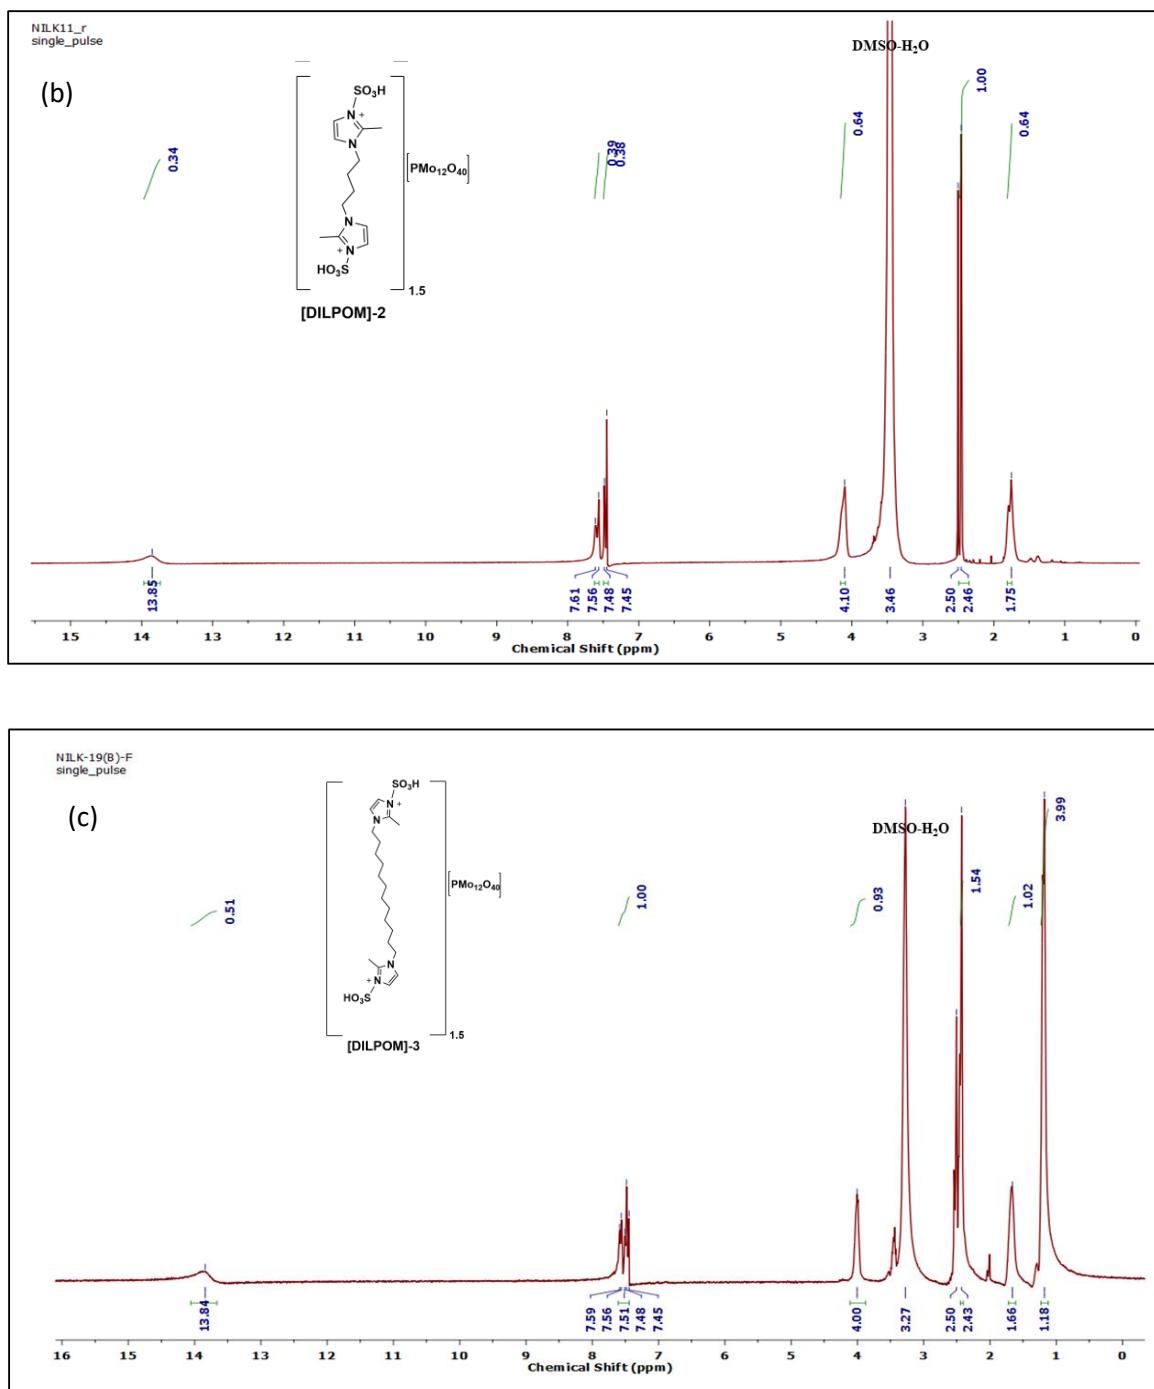 NILK11_r
single_pulse
(b)
DMSO-H2O
SO3H
N
+
N
[PMo12O40]
N
+
N
HO3S
1.5
[DILPOM]-2
0.34
0.39
0.38
0.64
1.00
0.64
13.85
7.61
7.56
7.48
7.45
4.10
3.46
2.50
2.46
1.75
15 14 13 12 11 10 9 8 7 6 5 4 3 2 1 0
Chemical Shift (ppm)
NILK-19(B)-F
single_pulse
(c)
DMSO-H2O
SO3H
N
+
N
[PMo12O40]
N
+
N
HO3S
1.5
[DILPOM]-3
0.51
1.00
0.93
1.54
1.02
3.99
13.84
7.59
7.56
7.51
7.48
7.45
4.00
3.27
2.50
2.43
1.66
1.18
16 15 14 13 12 11 10 9 8 7 6 5 4 3 2 1 0
Chemical Shift (ppm)